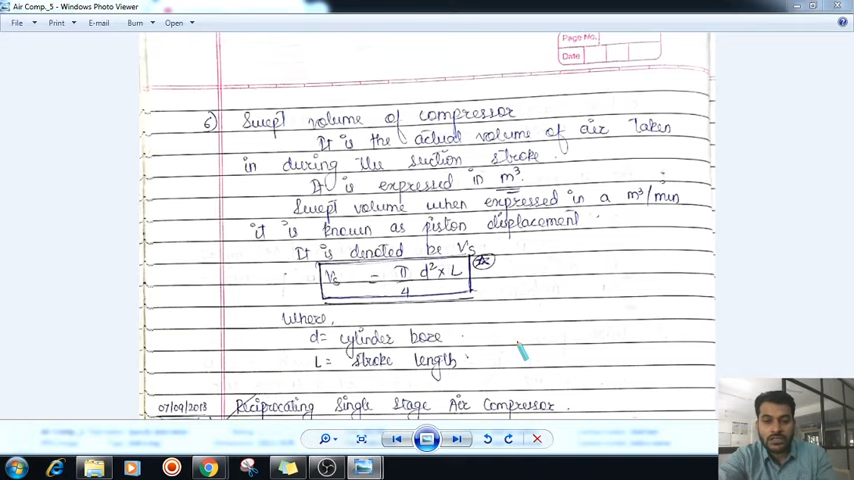 Air Comp._5 - Windows Photo Viewer
File Print E-mail Burn Open
Page No.
Date
6) Swept volume of compressor
It is the actual volume of air taken
in during the suction stroke.
It is expressed in m³.
Swept volume when expressed in a m³/min
it is known as piston displacement
It is denoted be Vs
Vs = π/4 d² x L
Where,
d = cylinder bore
L = stroke length
07/09/2013 Reciprocating Single Stage Air Compressor.